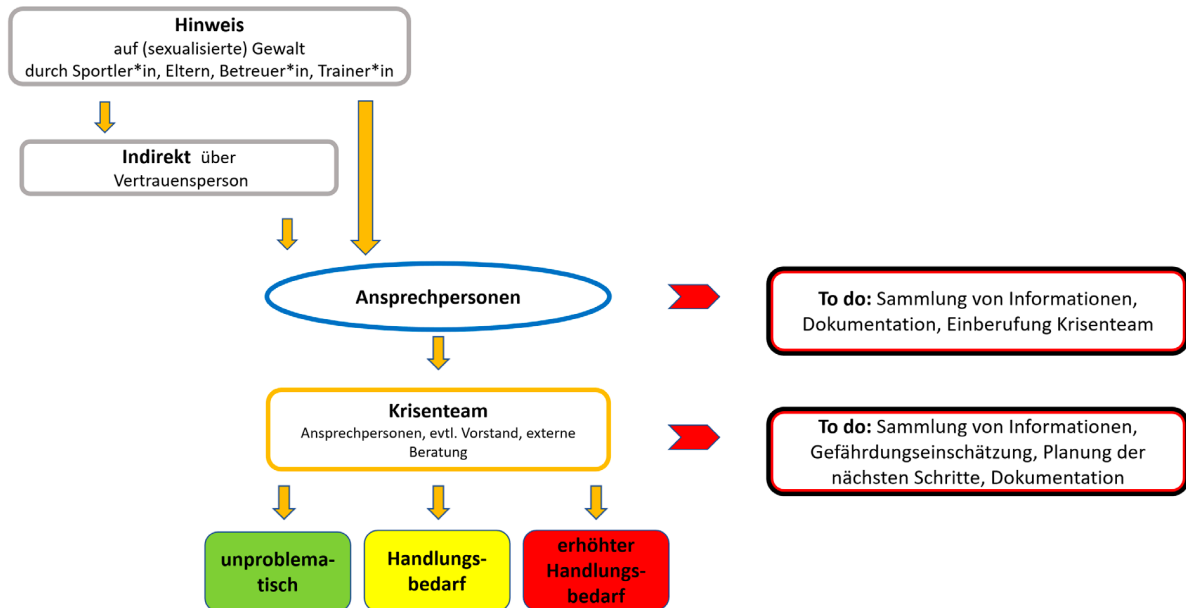 Hinweis
auf (sexualisierte) Gewalt
durch Sportler*in, Eltern, Betreuer*in, Trainer*in
Indirekt über
Vertrauensperson
Ansprechpersonen
To do: Sammlung von Informationen,
Dokumentation, Einberufung Krisenteam
Krisenteam
Ansprechpersonen, evtl. Vorstand, externe
Beratung
To do: Sammlung von Informationen,
Gefährdungseinschätzung, Planung der
nächsten Schritte, Dokumentation
unproblema-
tisch
Handlungs-
bedarf
erhöhter
Handlungs-
bedarf